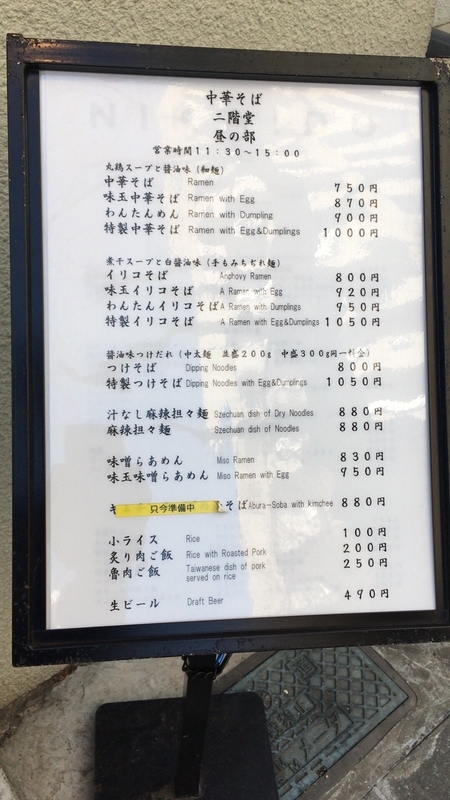 中華そば
二階堂
昼の部
営業時間11:30～15:00
丸鶏スープと醤油味(細麺)
中華そば Ramen 750円
味玉中華そば Ramen with Egg 870円
わんたんめん Ramen with Dumpling 900円
特製中華そば Ramen with Egg&Dumplings 1000円
煮干スープと白醤油味(手もみちぢれ麺)
イリコそば Anchovy Ramen 800円
味玉イリコそば A Ramen with Egg 920円
わんたんイリコそば A Ramen with Dumplings 950円
特製イリコそば A Ramen with Egg&Dumplings 1050円
醤油味つけだれ(中太麺 並盛200g 中盛300g同一料金)
つけそば Dipping Noodles 800円
特製つけそば Dipping Noodles with Egg&Dumplings 1050円
汁なし麻辣担々麺 Szechuan dish of Dry Noodles 880円
麻辣担々麺 Szechuan dish of Noodles 880円
味噌らあめん Miso Ramen 830円
味玉味噌らあめん Miso Ramen with Egg 950円
キ 只今準備中 そば Abura-Soba with kimchee 880円
小ライス Rice 100円
炙り肉ご飯 Rice with Roasted Pork 200円
魯肉ご飯 Taiwanese dish of pork served on rice 250円
生ビール Draft Beer 490円